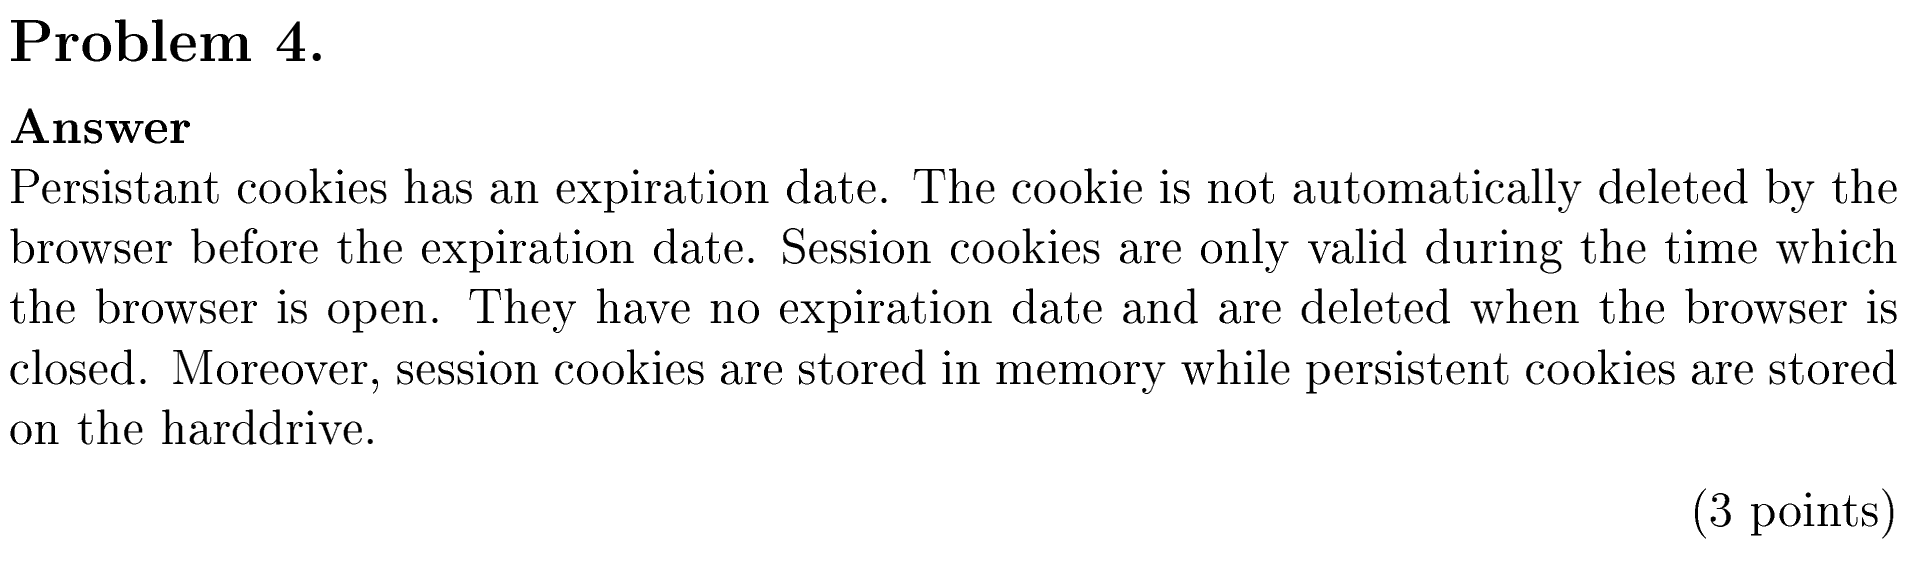 Problem 4.
Answer
Persistant cookies has an expiration date. The cookie is not automatically deleted by the
browser before the expiration date. Session cookies are only valid during the time which
the browser is open. They have no expiration date and are deleted when the browser is
closed. Moreover, session cookies are stored in memory while persistent cookies are stored
on the harddrive.
(3 points)